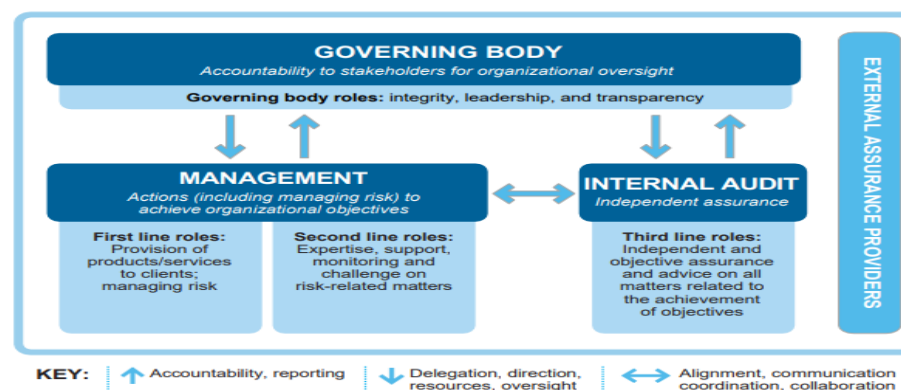 GOVERNING BODY
Accountability to stakeholders for organizational oversight
Governing body roles: integrity, leadership, and transparency
MANAGEMENT
Actions (including managing risk) to
achieve organizational objectives
First line roles:
Provision of
products/services
to clients;
managing risk
Second line roles:
Expertise, support,
monitoring and
challenge on
risk-related matters
INTERNAL AUDIT
Independent assurance
Third line roles:
Independent and
objective assurance
and advice on all
matters related to
the achievement
of objectives
EXTERNAL ASSURANCE PROVIDERS
KEY:
Accountability, reporting
Delegation, direction,
resources, oversight
Alignment, communication
coordination, collaboration